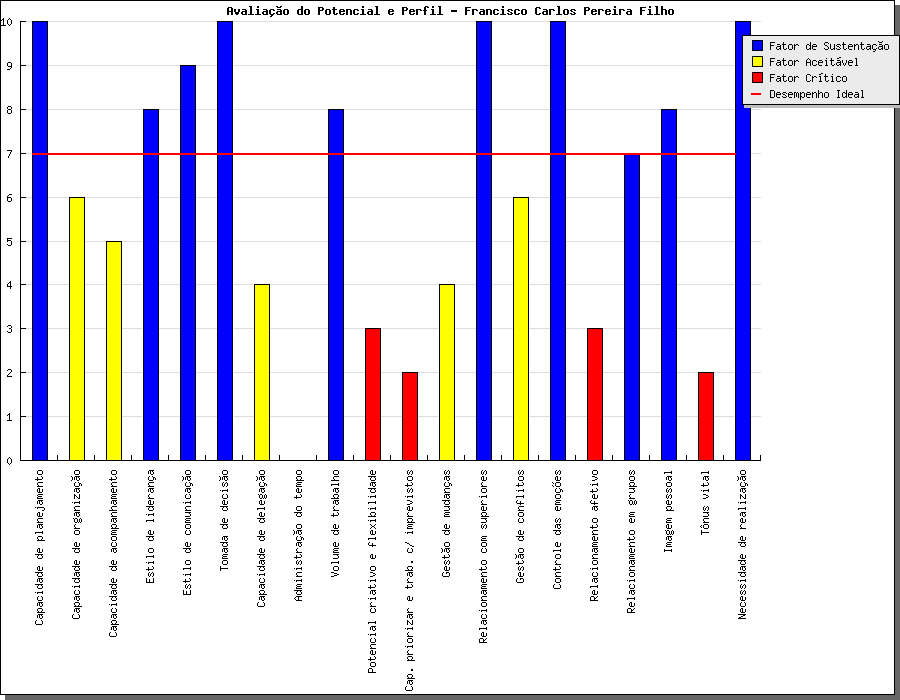 Avaliação do Potencial e Perfil - Francisco Carlos Pereira Filho
Fator de Sustentação
Fator Aceitável
Fator Crítico
Desempenho Ideal
10
9
8
7
6
5
4
3
2
1
0
Capacidade de planejamento
Capacidade de organização
Capacidade de acompanhamento
Estilo de liderança
Estilo de comunicação
Tomada de decisão
Capacidade de delegação
Administração do tempo
Volume de trabalho
Potencial criativo e flexibilidade
Cap. priorizar e trab. c/ imprevistos
Gestão de mudanças
Relacionamento com superiores
Gestão de conflitos
Controle das emoções
Relacionamento afetivo
Relacionamento em grupos
Imagem pessoal
Tônus vital
Necessidade de realização